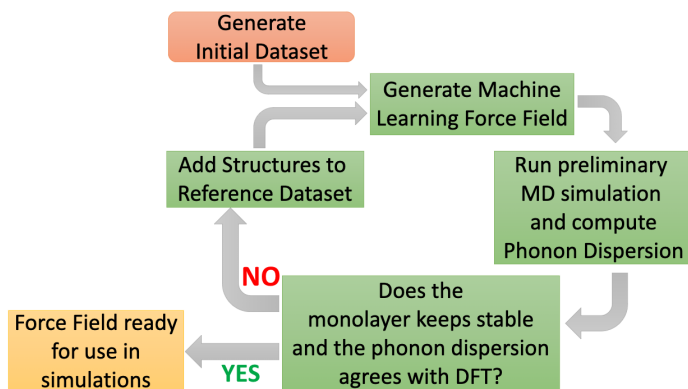 Generate
Initial Dataset
Generate Machine
Learning Force Field
Add Structures to
Reference Dataset
Run preliminary
MD simulation
and compute
Phonon Dispersion
NO
Does the
monolayer keeps stable
and the phonon dispersion
agrees with DFT?
YES
Force Field ready
for use in
simulations